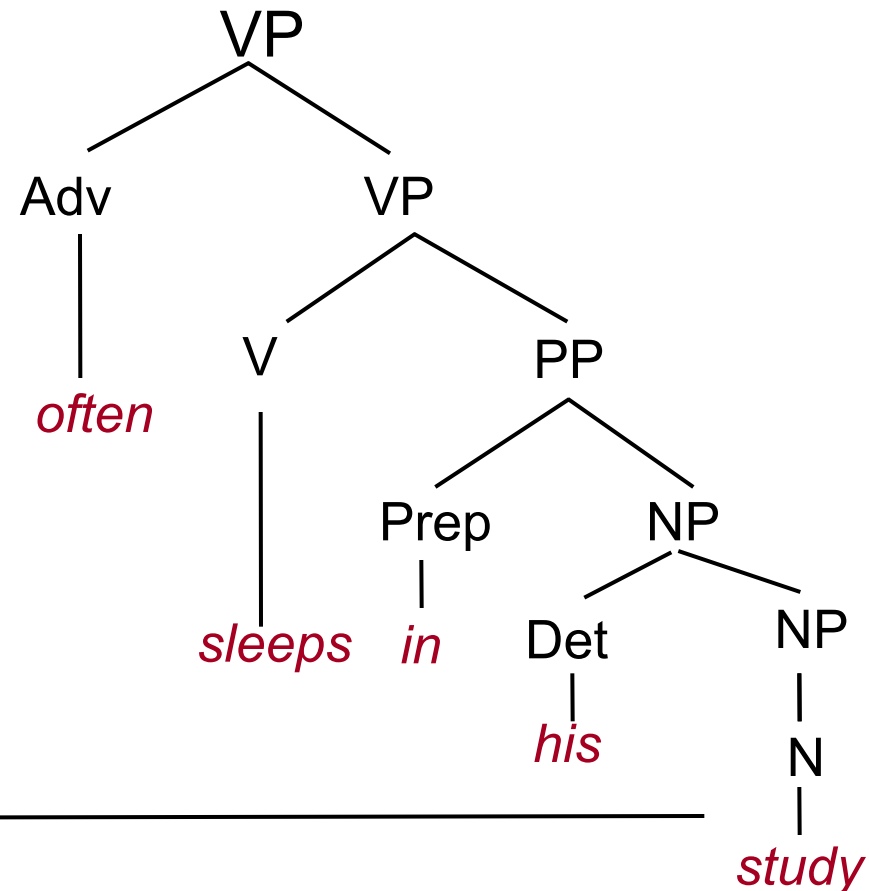 VP
Adv VP
V PP
often
Prep NP
Det NP
sleeps in
his N
study